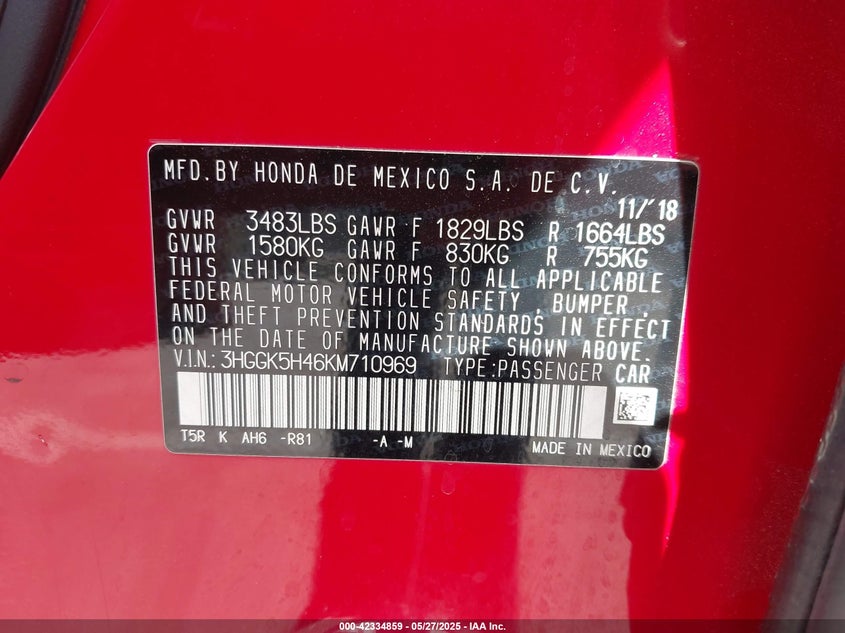 MFD.BY HONDA DE MEXICO S.A. DE C.V.
11/'18
GVWR 3483LBS GAWR F 1829LBS R 1664LBS
GVWR 1580KG GAWR F 830KG R 755KG
THIS VEHICLE CONFORMS TO ALL APPLICABLE
FEDERAL MOTOR VEHICLE SAFETY , BUMPER ,
AND THEFT PREVENTION STANDARDS IN EFFECT
ON THE DATE OF MANUFACTURE SHOWN ABOVE.
V.I.N.: 3HGGK5H46KM710969 TYPE:PASSENGER CAR
T5R K AH6 -R81 -A -M MADE IN MEXICO
000-42334859 - 05/27/2025 - IAA Inc.